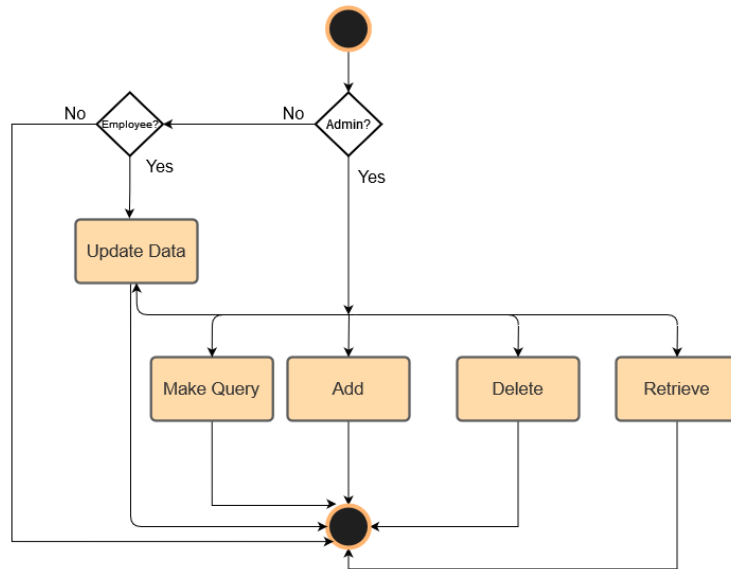 No
Employee?
No
Admin?
Yes
Yes
Update Data
Make Query
Add
Delete
Retrieve